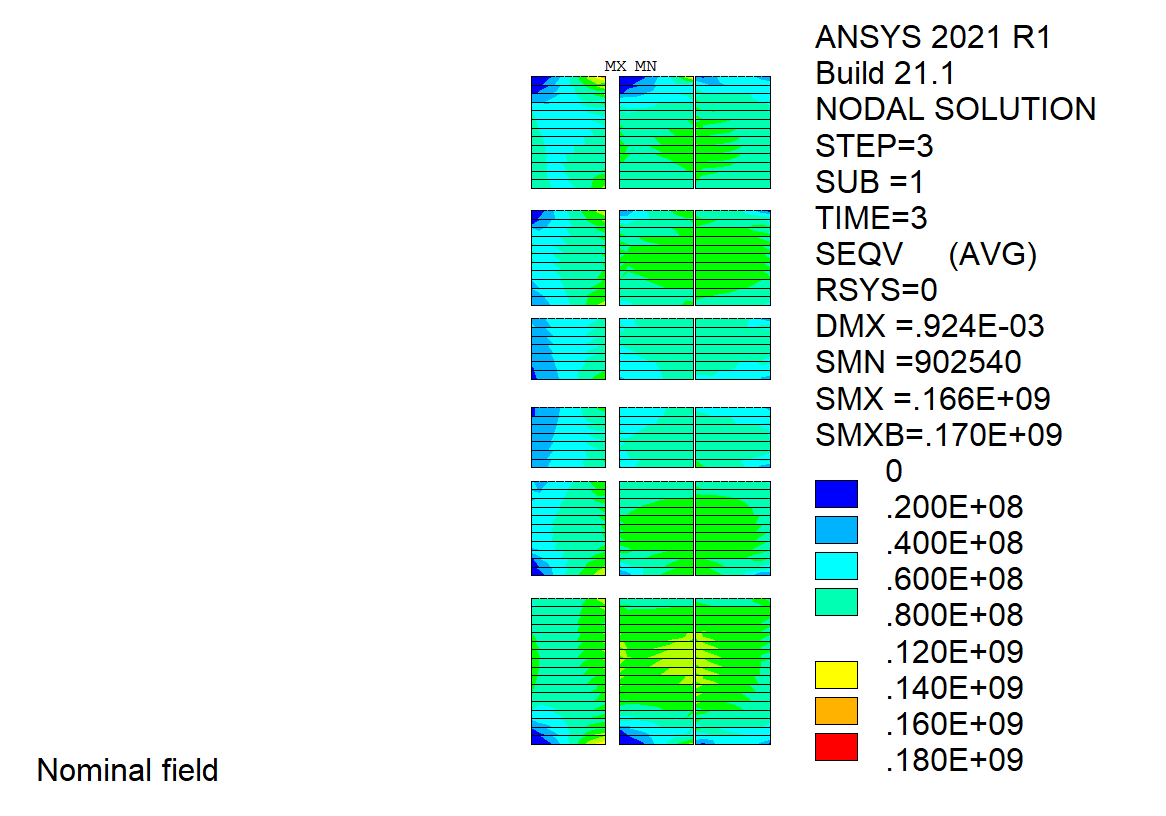 MX MN
ANSYS 2021 R1
Build 21.1
NODAL SOLUTION
STEP=3
SUB =1
TIME=3
SEQV (AVG)
RSYS=0
DMX =.924E-03
SMN =902540
SMX =.166E+09
SMXB=.170E+09
0
.200E+08
.400E+08
.600E+08
.800E+08
.120E+09
.140E+09
.160E+09
.180E+09
Nominal field